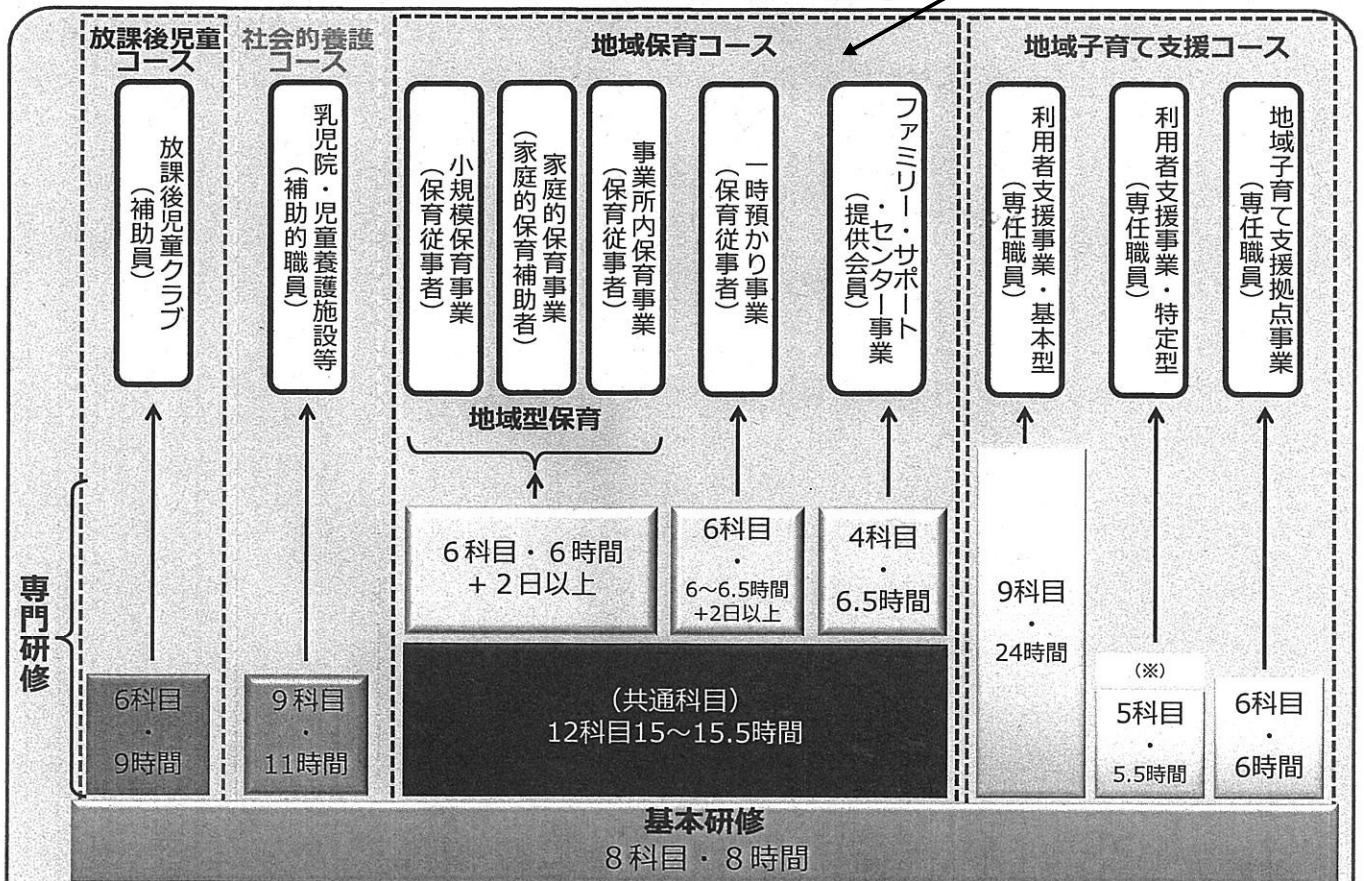 放課後児童
コース
社会的養護
コース
地域保育コース
地域子育て支援コース
放課後児童クラブ
（補助員）
乳児院・児童養護施設等
（補助的職員）
小規模保育事業
（保育従事者）
家庭的保育事業
（家庭的保育補助者）
事業所内保育事業
（保育従事者）
一時預かり事業
（保育従事者）
ファミリー・サポート
・センター事業
（提供会員）
利用者支援事業・基本型
（専任職員）
利用者支援事業・特定型
（専任職員）
地域子育て支援拠点事業
（専任職員）
地域型保育
専門研修
6科目
・
9時間
9科目
・
11時間
6科目・6時間
+2日以上
6科目
・
6～6.5時間
+2日以上
4科目
・
6.5時間
（共通科目）
12科目15～15.5時間
9科目
・
24時間
（※）
5科目
・
5.5時間
6科目
・
6時間
基本研修
8科目・8時間